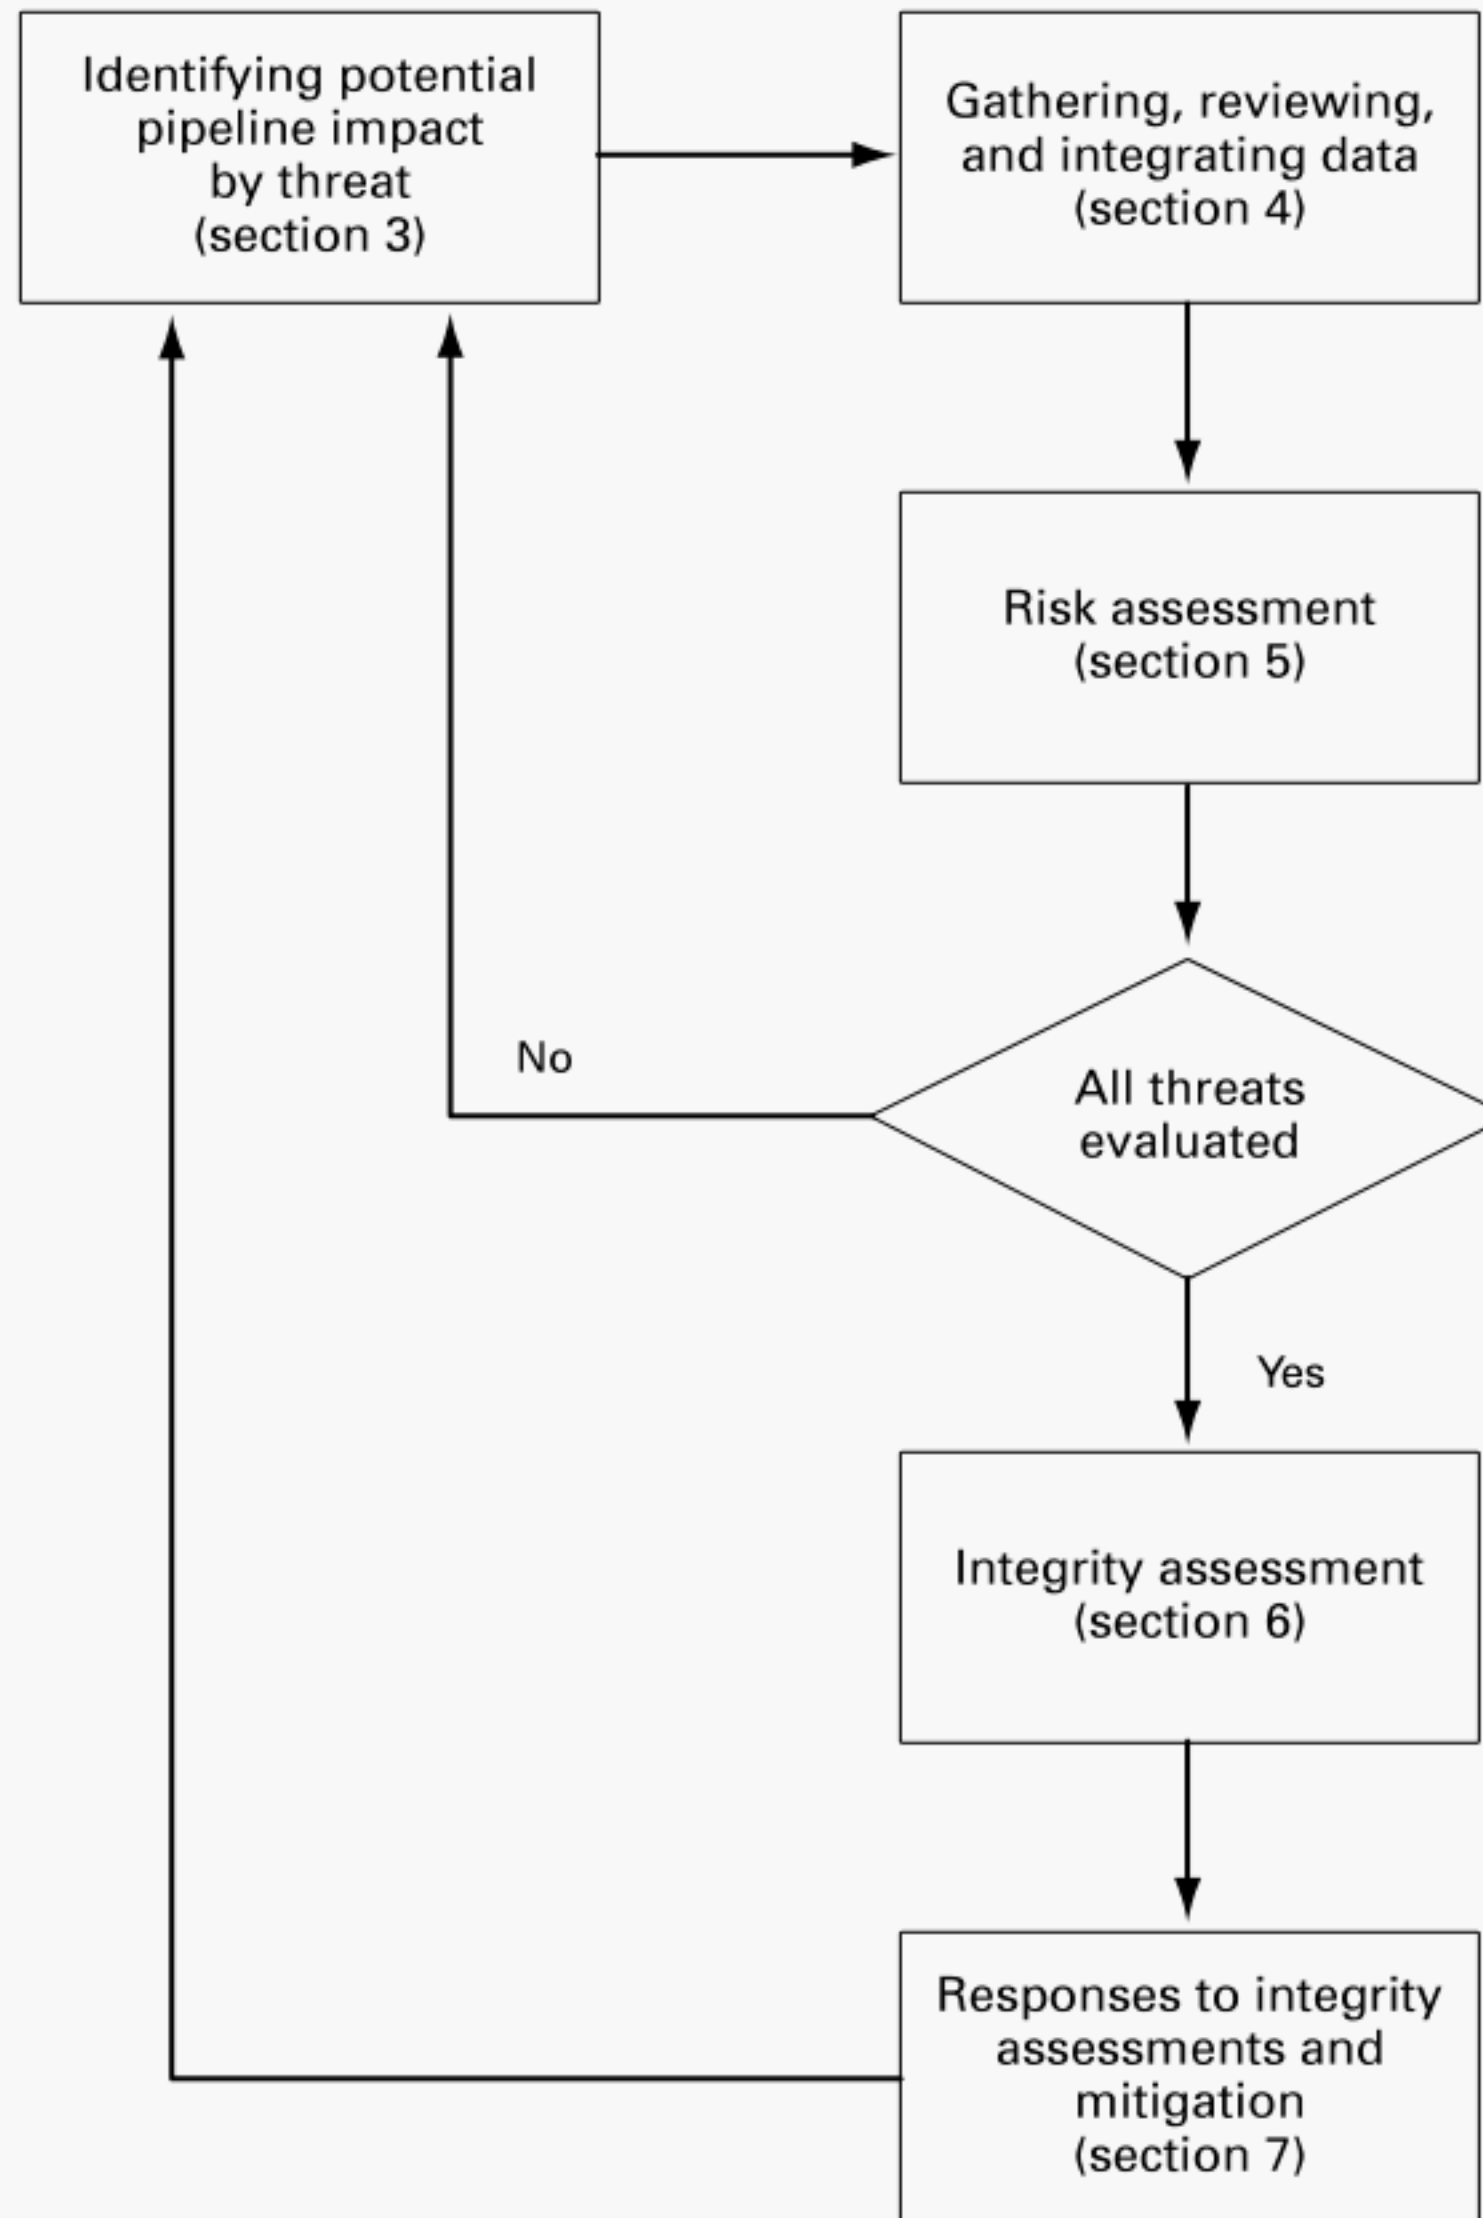 Identifying potential
pipeline impact
by threat
(section 3)
Gathering, reviewing,
and integrating data
(section 4)
Risk assessment
(section 5)
No
All threats
evaluated
Yes
Integrity assessment
(section 6)
Responses to integrity
assessments and
mitigation
(section 7)